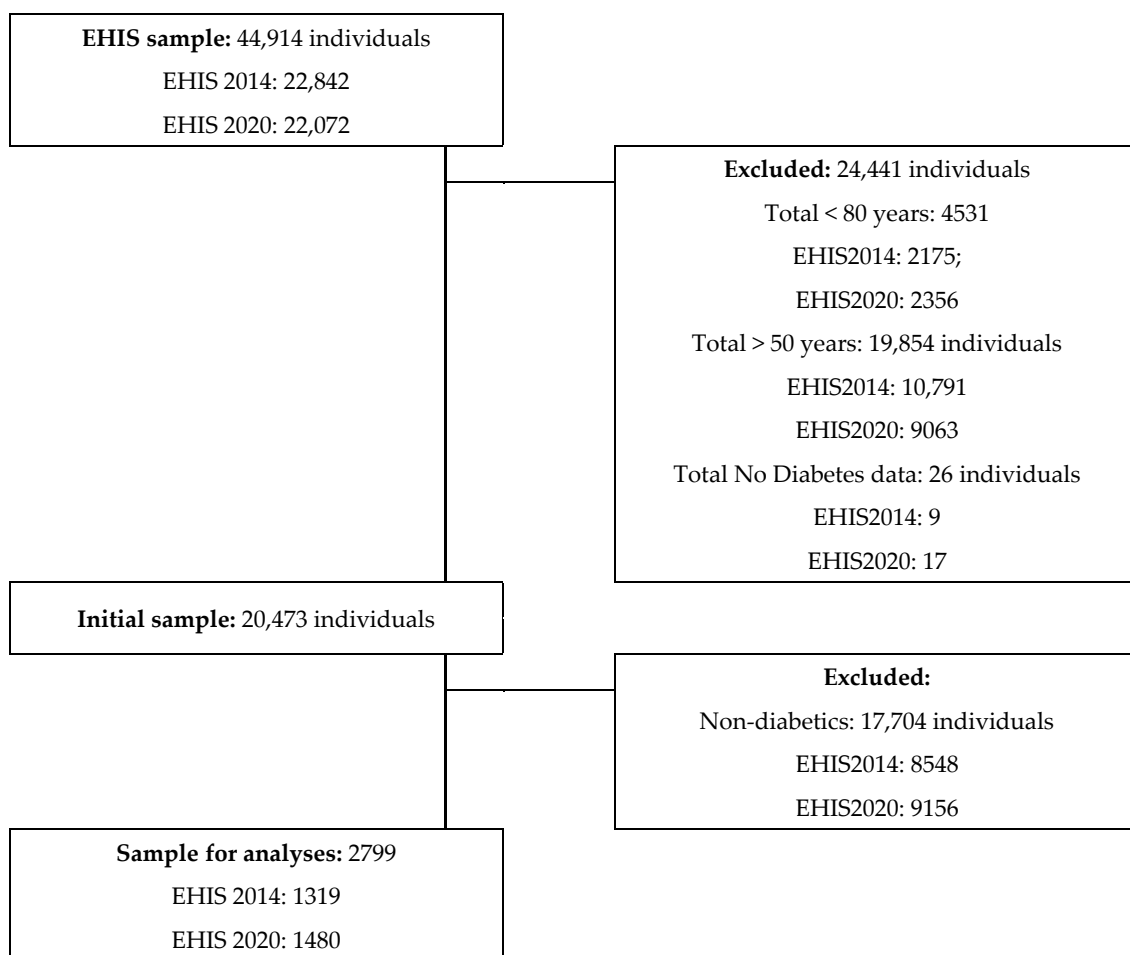 EHIS sample: 44,914 individuals
EHIS 2014: 22,842
EHIS 2020: 22,072
Excluded: 24,441 individuals
Total < 80 years: 4531
EHIS2014: 2175;
EHIS2020: 2356
Total > 50 years: 19,854 individuals
EHIS2014: 10,791
EHIS2020: 9063
Total No Diabetes data: 26 individuals
EHIS2014: 9
EHIS2020: 17
Initial sample: 20,473 individuals
Excluded:
Non-diabetics: 17,704 individuals
EHIS2014: 8548
EHIS2020: 9156
Sample for analyses: 2799
EHIS 2014: 1319
EHIS 2020: 1480